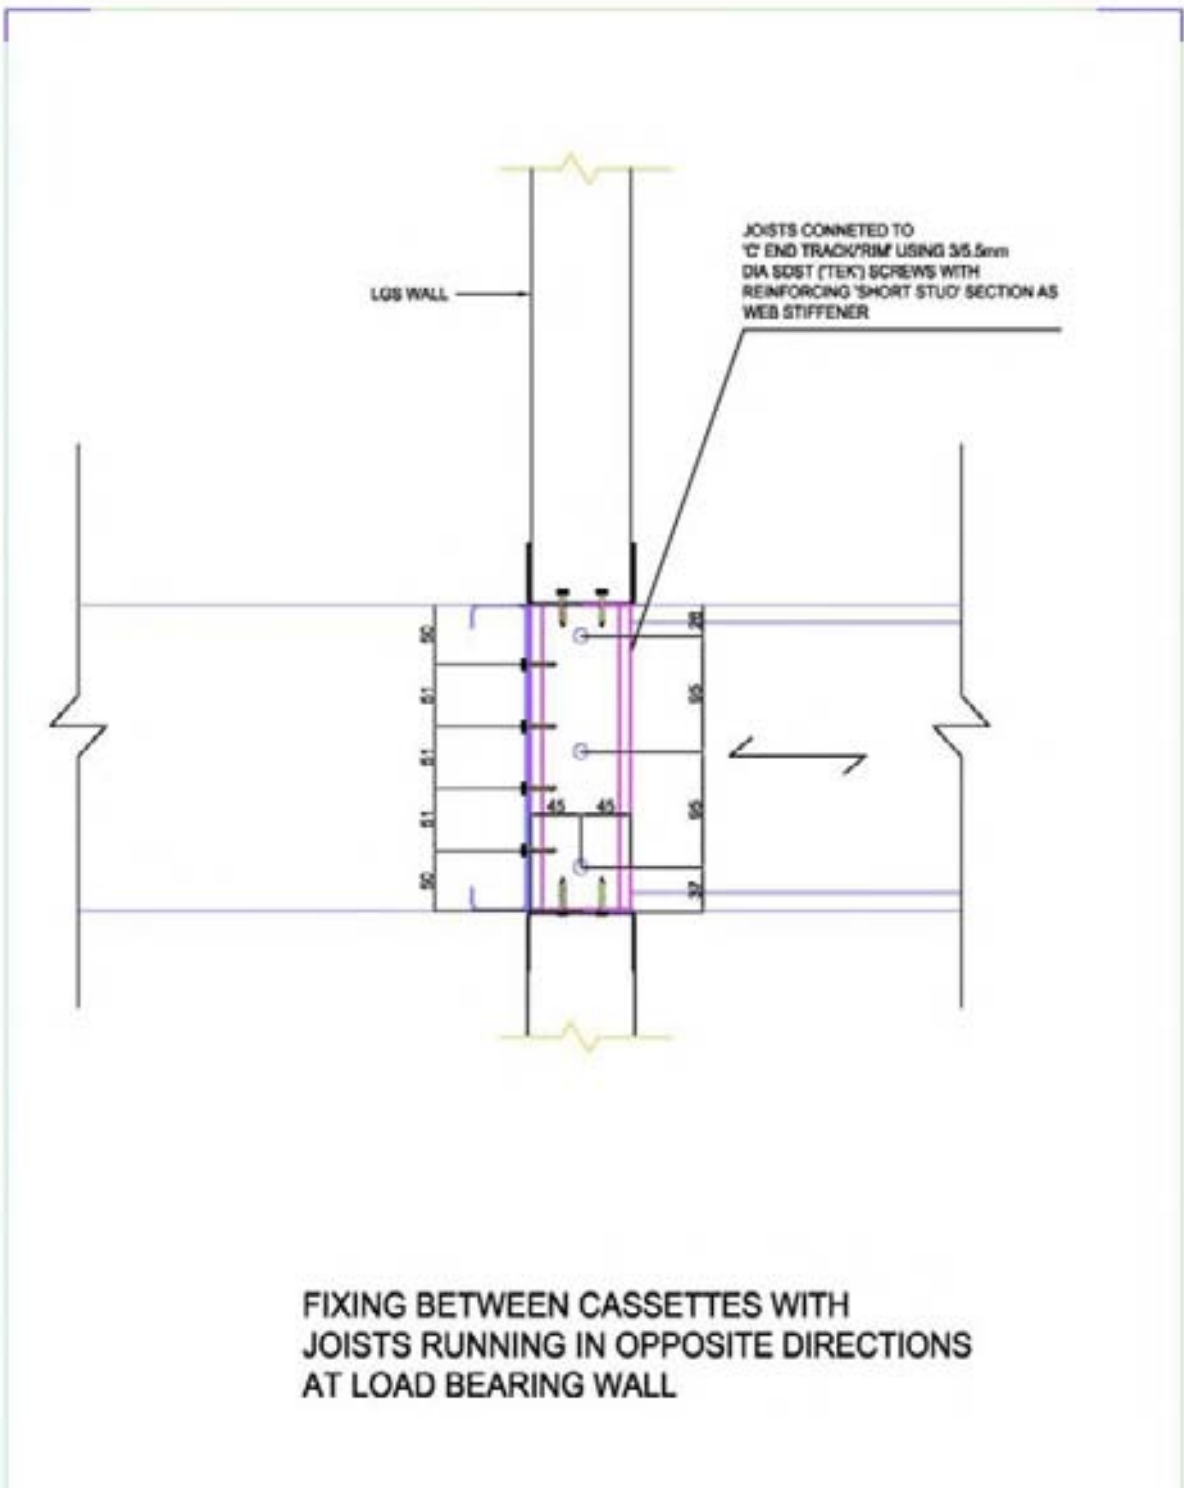 JOISTS CONNETED TO
'C' END TRACK/'RIM' USING 3/5.5mm
DIA SDST ('TEK') SCREWS WITH
REINFORCING 'SHORT STUD' SECTION AS
WEB STIFFENER
LGS WALL
50
51
51
51
50
28
95
95
37
45 45
FIXING BETWEEN CASSETTES WITH
JOISTS RUNNING IN OPPOSITE DIRECTIONS
AT LOAD BEARING WALL